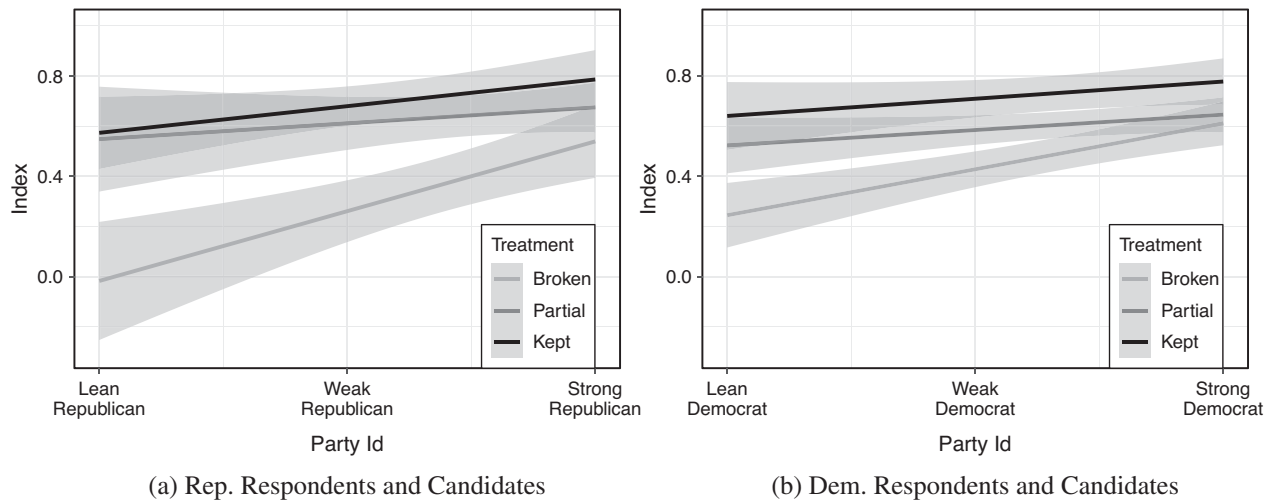 Index
0.8
0.4
0.0
Treatment
Broken
Partial
Kept
Lean
Republican
Weak
Republican
Strong
Republican
Party Id
(a) Rep. Respondents and Candidates
Index
0.8
0.4
0.0
Treatment
Broken
Partial
Kept
Lean
Democrat
Weak
Democrat
Strong
Democrat
Party Id
(b) Dem. Respondents and Candidates